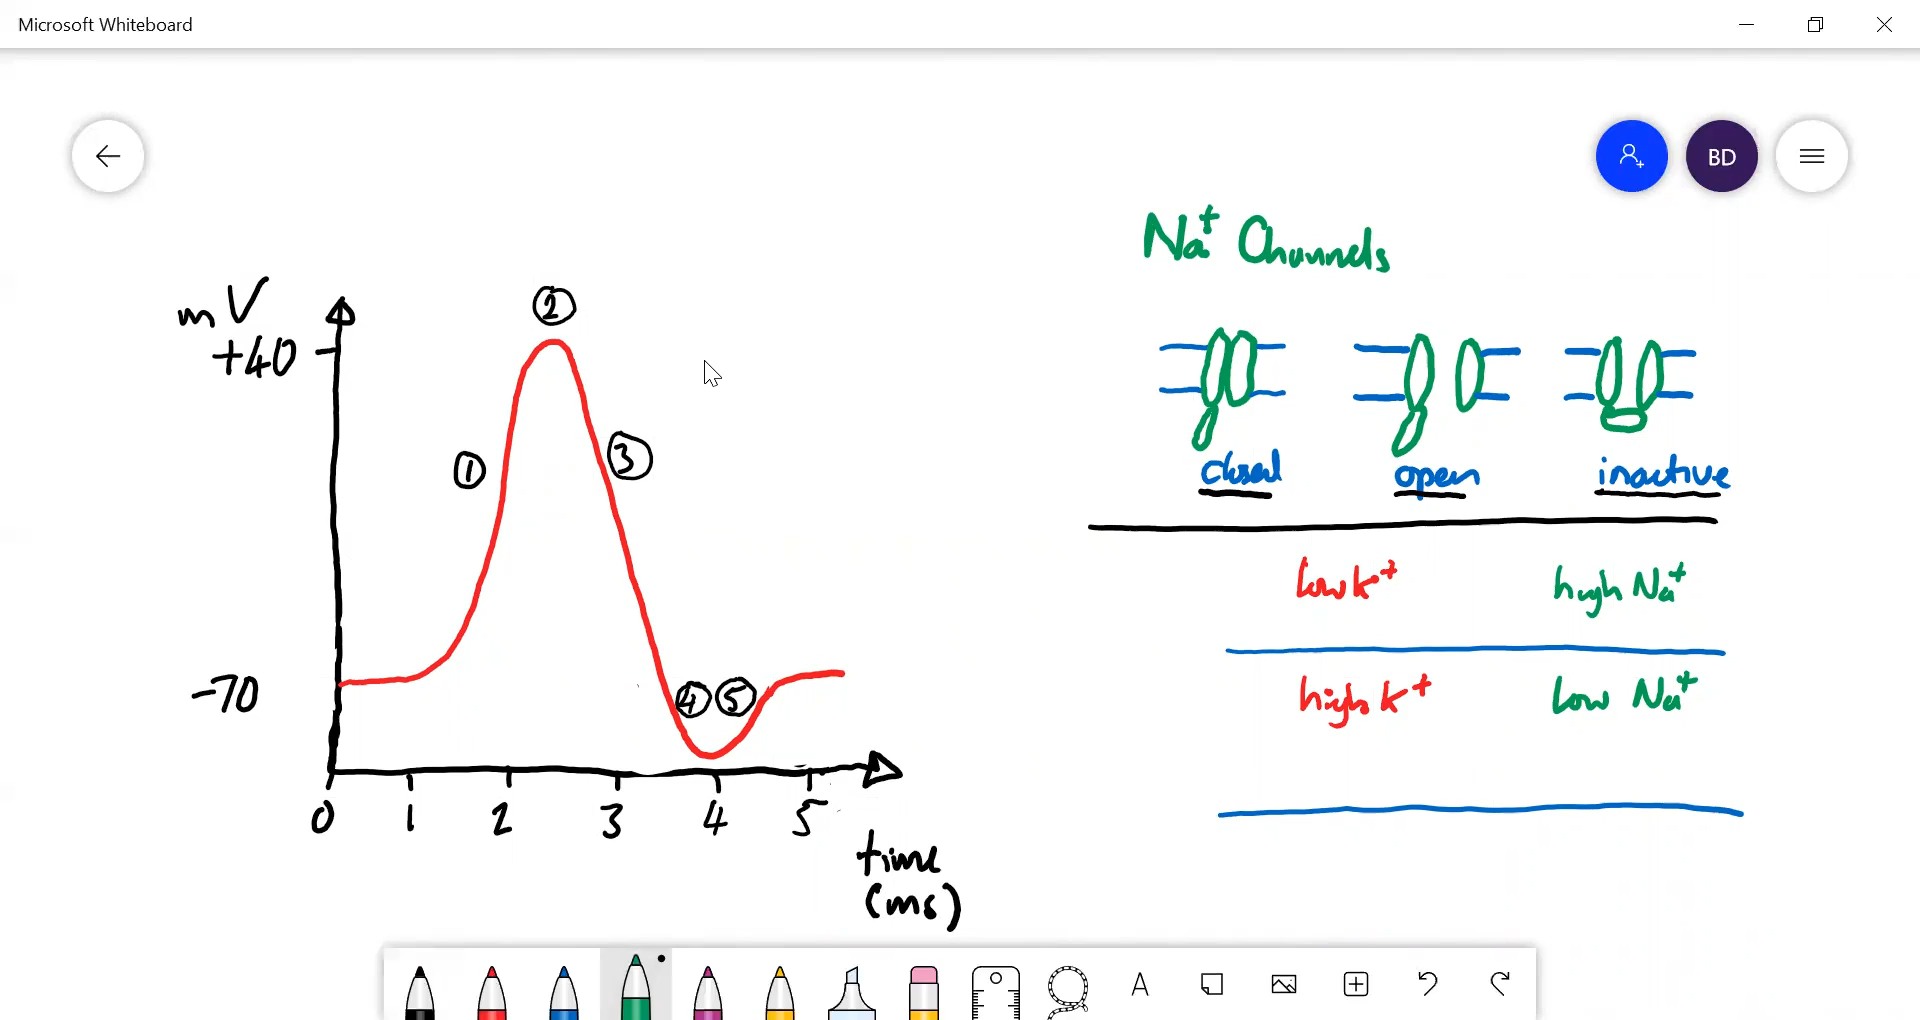 Microsoft Whiteboard
BD
Na+ Channels
mV
+40
-70
1
2
3
4
5
0 1 2 3 4 5
time
(ms)
closed open inactive
low K+ high Na+
high K+ low Na+
A